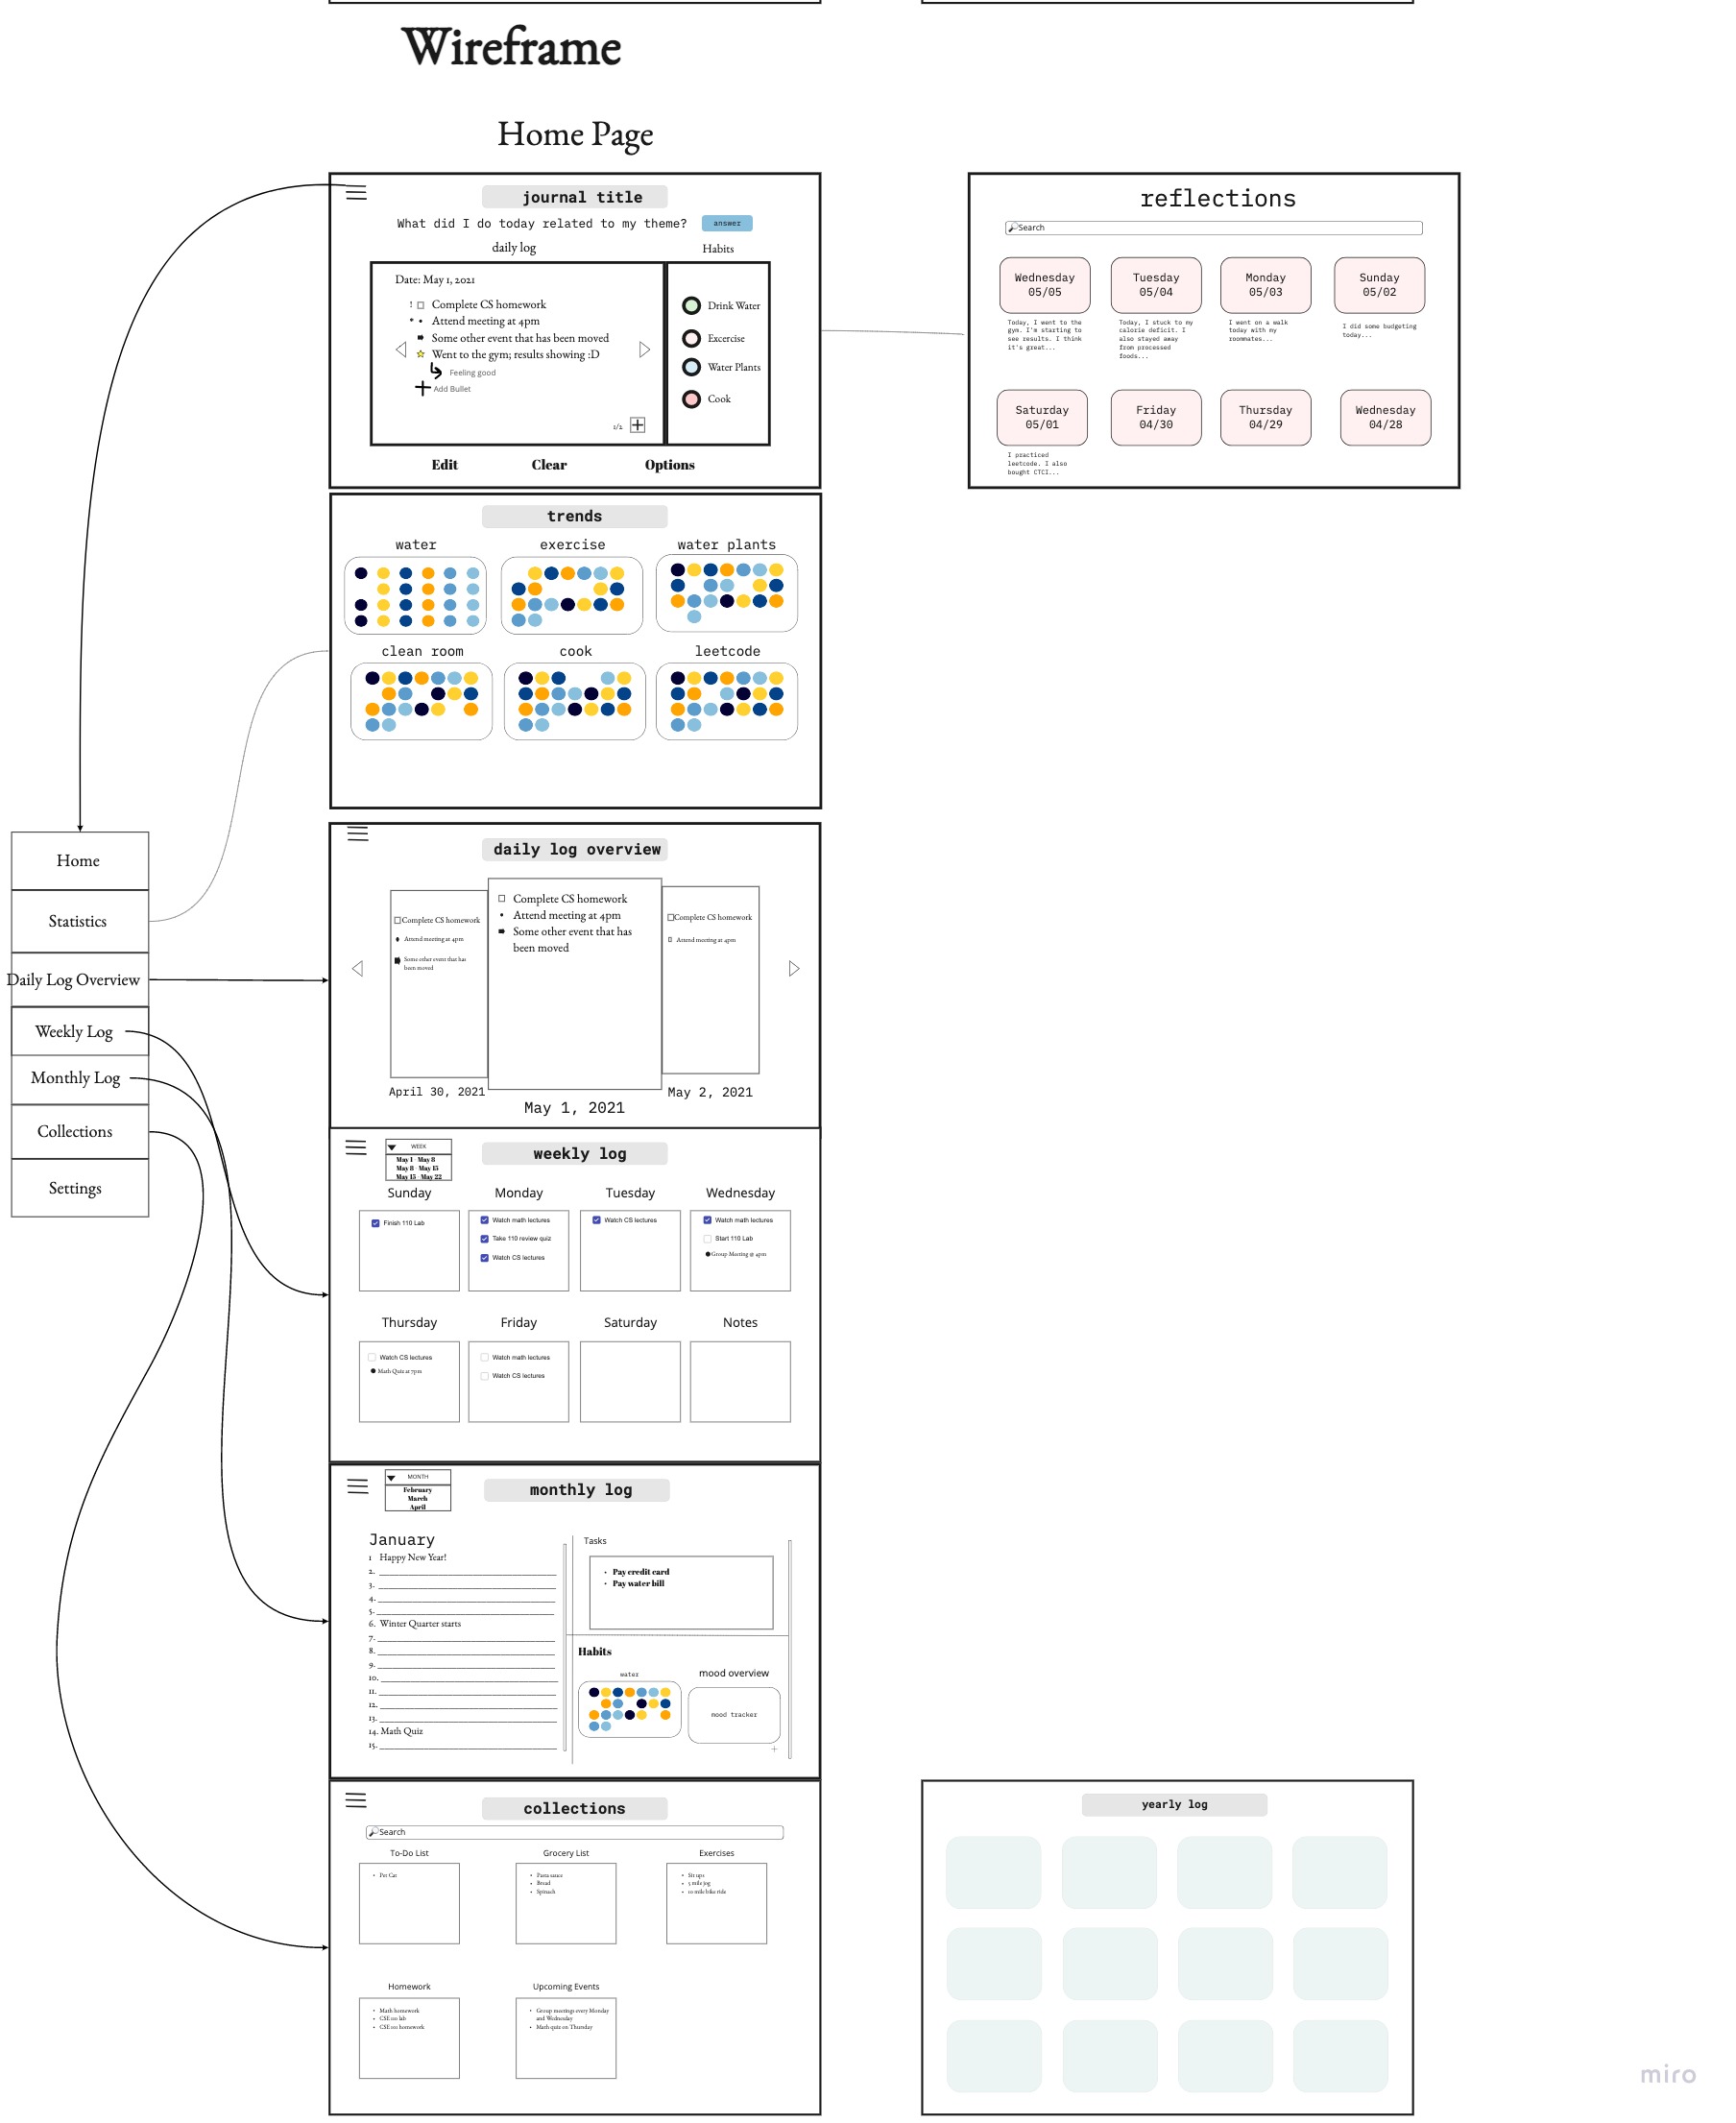 Wireframe
Home Page
journal title
What did I do today related to my theme?
answer
daily log
Habits
Date: May 1, 2021
! Complete CS homework
* • Attend meeting at 4pm
Some other event that has been moved
Went to the gym; results showing :D
Feeling good
Add Bullet
1/2
Drink Water
Excercise
Water Plants
Cook
Edit
Clear
Options
reflections
Search
Wednesday
05/05
Today, I went to the
gym. I'm starting to
see results. I think
it's great...
Tuesday
05/04
Today, I stuck to my
calorie deficit. I
also stayed away
from processed
foods...
Monday
05/03
I went on a walk
today with my
roommates...
Sunday
05/02
I did some budgeting
today...
Saturday
05/01
I practiced
leetcode. I also
bought CTCI...
Friday
04/30
Thursday
04/29
Wednesday
04/28
trends
water
exercise
water plants
clean room
cook
leetcode
Home
Statistics
Daily Log Overview
Weekly Log
Monthly Log
Collections
Settings
daily log overview
Complete CS homework
Attend meeting at 4pm
Some other event that has
been moved
April 30, 2021
Complete CS homework
• Attend meeting at 4pm
Some other event that has
been moved
May 1, 2021
Complete CS homework
Attend meeting at 4pm
May 2, 2021
WEEK
May 1 - May 8
May 8 - May 15
May 15 - May 22
weekly log
Sunday
Finish 110 Lab
Monday
Watch math lectures
Take 110 review quiz
Watch CS lectures
Tuesday
Watch CS lectures
Wednesday
Watch math lectures
Start 110 Lab
Group Meeting @ 4pm
Thursday
Watch CS lectures
Math Quiz at 7pm
Friday
Watch math lectures
Watch CS lectures
Saturday
Notes
MONTH
February
March
April
monthly log
January
1 Happy New Year!
2.
3.
4.
5.
6. Winter Quarter starts
7.
8.
9.
10.
11.
12.
13.
14. Math Quiz
15.
Tasks
• Pay credit card
• Pay water bill
Habits
water
mood overview
mood tracker
collections
Search
To-Do List
• Pet Cat
Grocery List
• Pasta sauce
• Bread
• Spinach
Exercises
• Sit ups
• 5 mile jog
• 10 mile bike ride
Homework
• Math homework
• CSE 110 lab
• CSE 101 homework
Upcoming Events
• Group meetings every Monday
and Wednesday
• Math quiz on Thursday
yearly log
miro